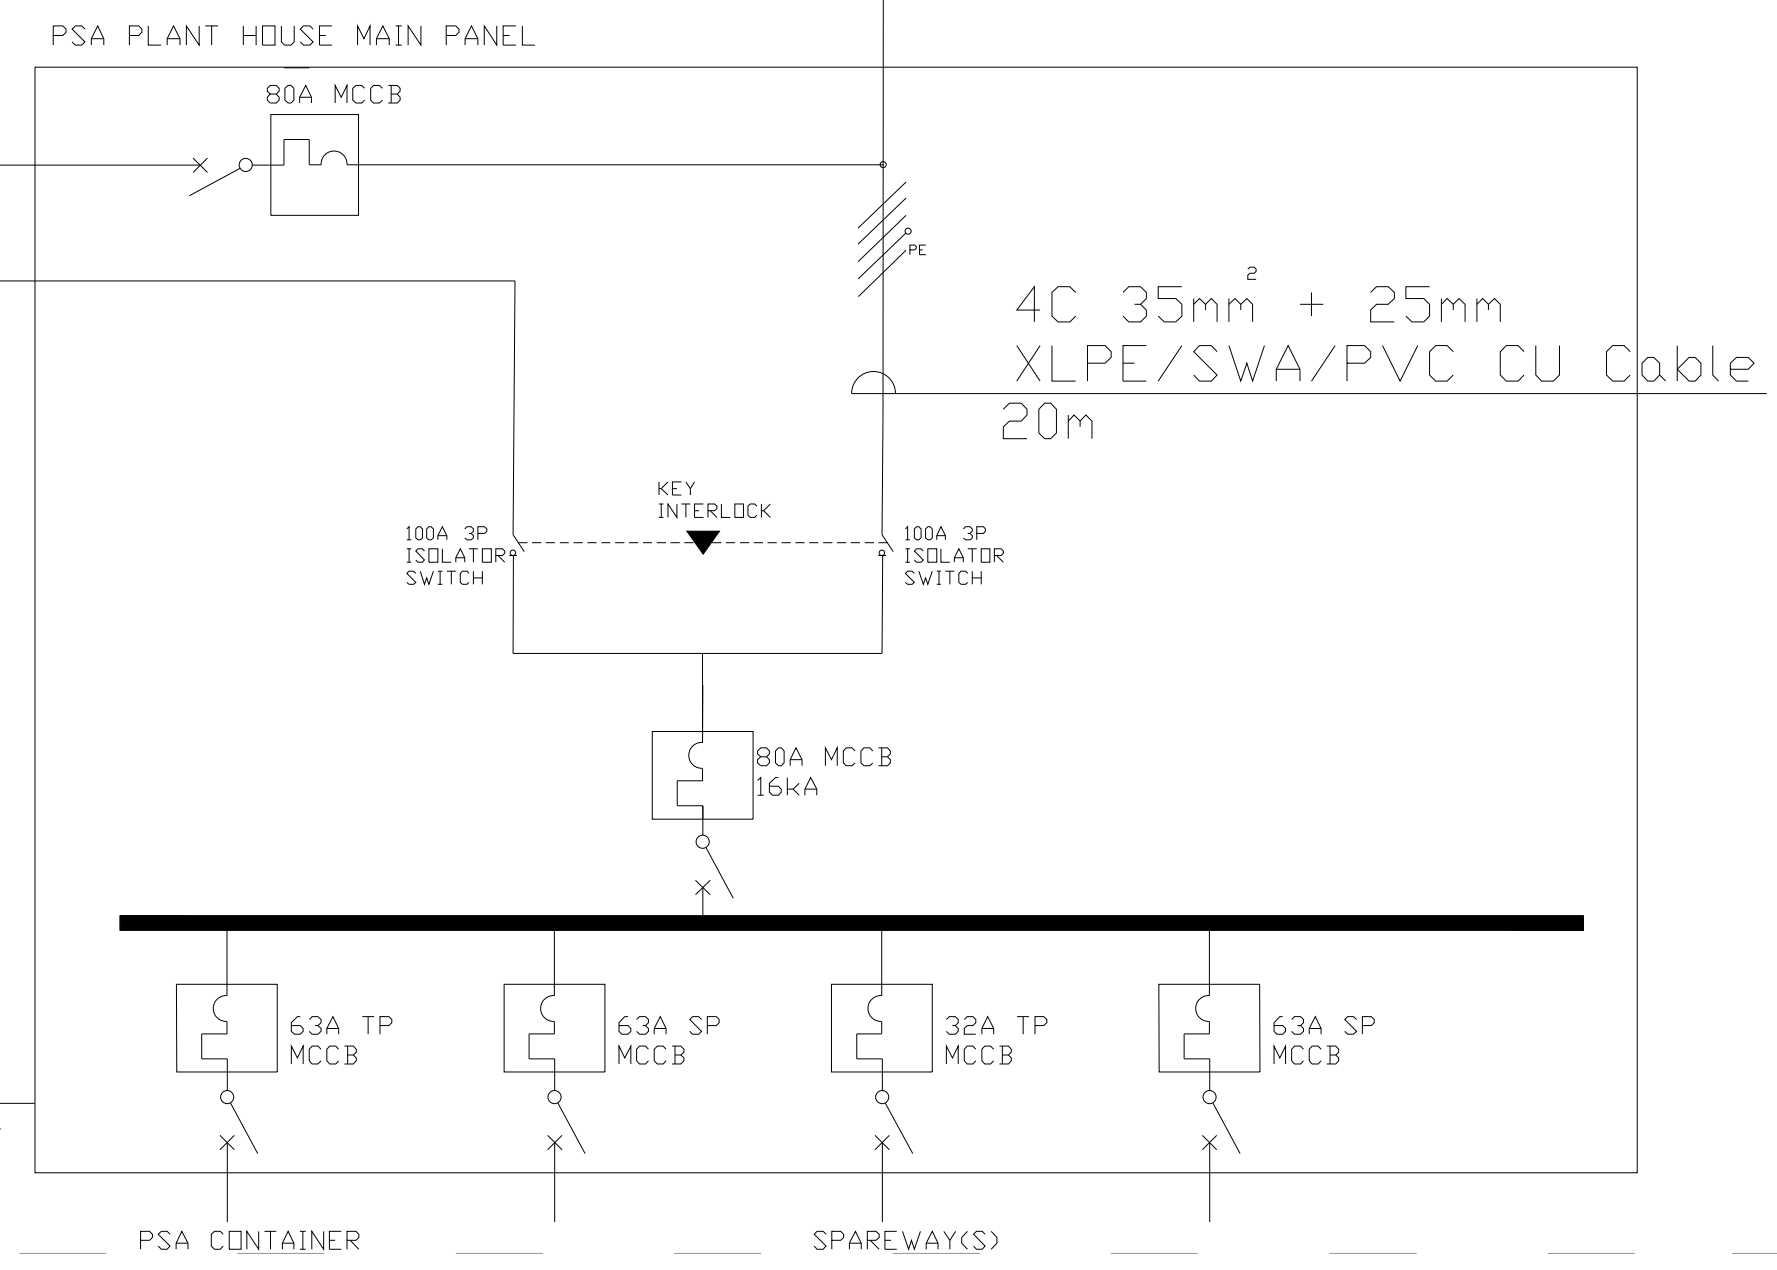 PSA PLANT HOUSE MAIN PANEL
80A MCCB
PE
4C 35mm² + 25mm
XLPE/SWA/PVC CU Cable
20m
KEY
INTERLOCK
100A 3P
ISOLATOR
SWITCH
100A 3P
ISOLATOR
SWITCH
80A MCCB
16kA
63A TP
MCCB
63A SP
MCCB
32A TP
MCCB
63A SP
MCCB
PSA CONTAINER
SPAREWAY(S)